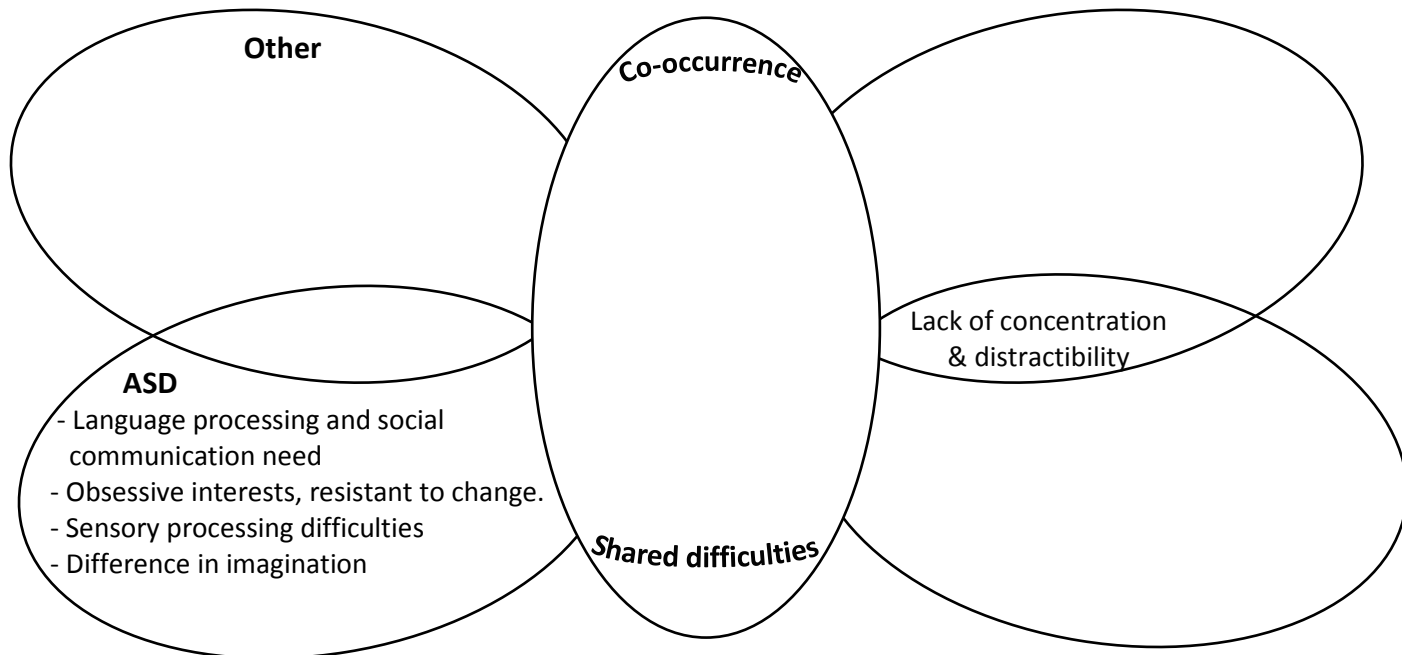 Other
Co-occurrence
Lack of concentration
& distractibility
ASD
- Language processing and social
communication need
- Obsessive interests, resistant to change.
- Sensory processing difficulties
- Difference in imagination
Shared difficulties